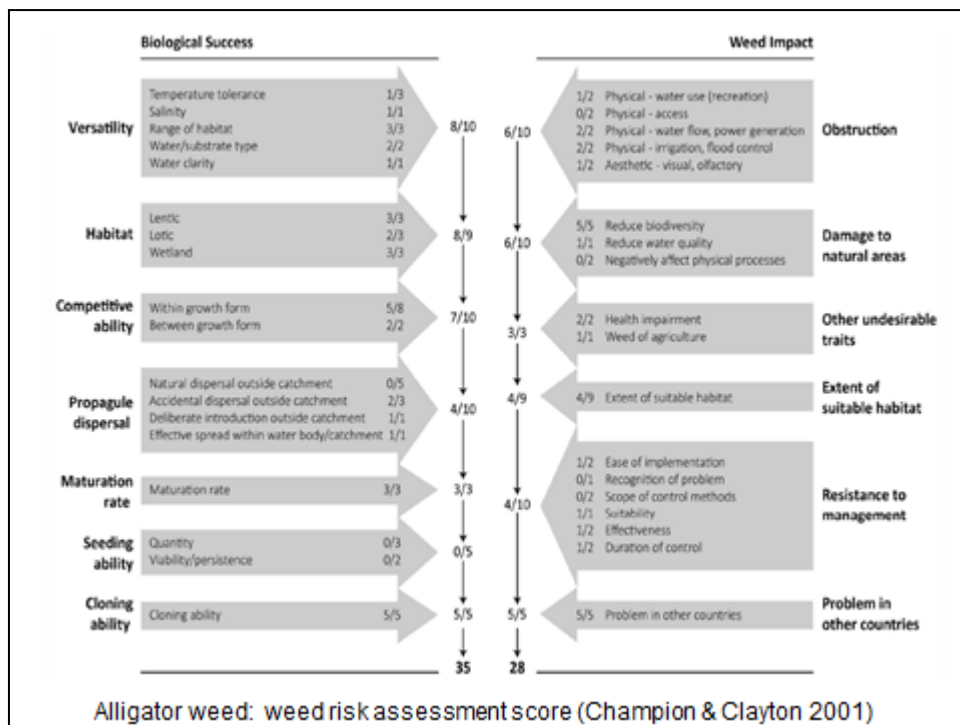 Biological Success
Versatility
Temperature tolerance 1/3
Salinity 1/1
Range of habitat 3/3
Water/substrate type 2/2
Water clarity 1/1
8/10
Habitat
Lentic 3/3
Lotic 2/3
Wetland 3/3
8/9
Competitive
ability
Within growth form 5/8
Between growth form 2/2
7/10
Propagule
dispersal
Natural dispersal outside catchment 0/5
Accidental dispersal outside catchment 2/3
Deliberate introduction outside catchment 1/1
Effective spread within water body/catchment 1/1
4/10
Maturation
rate
Maturation rate 3/3
3/3
Seeding
ability
Quantity 0/3
Viability/persistence 0/2
0/5
Cloning
ability
Cloning ability 5/5
5/5
35
Weed Impact
6/10
1/2 Physical - water use (recreation)
0/2 Physical - access
2/2 Physical - water flow, power generation
2/2 Physical - irrigation, flood control
1/2 Aesthetic - visual, olfactory
Obstruction
6/10
5/5 Reduce biodiversity
1/1 Reduce water quality
0/2 Negatively affect physical processes
Damage to
natural areas
3/3
2/2 Health impairment
1/1 Weed of agriculture
Other undesirable
traits
4/9
4/9 Extent of suitable habitat
Extent of
suitable habitat
4/10
1/2 Ease of implementation
0/1 Recognition of problem
0/2 Scope of control methods
1/1 Suitability
1/2 Effectiveness
1/2 Duration of control
Resistance to
management
5/5
5/5 Problem in other countries
Problem in
other countries
28
Alligator weed: weed risk assessment score (Champion & Clayton 2001)